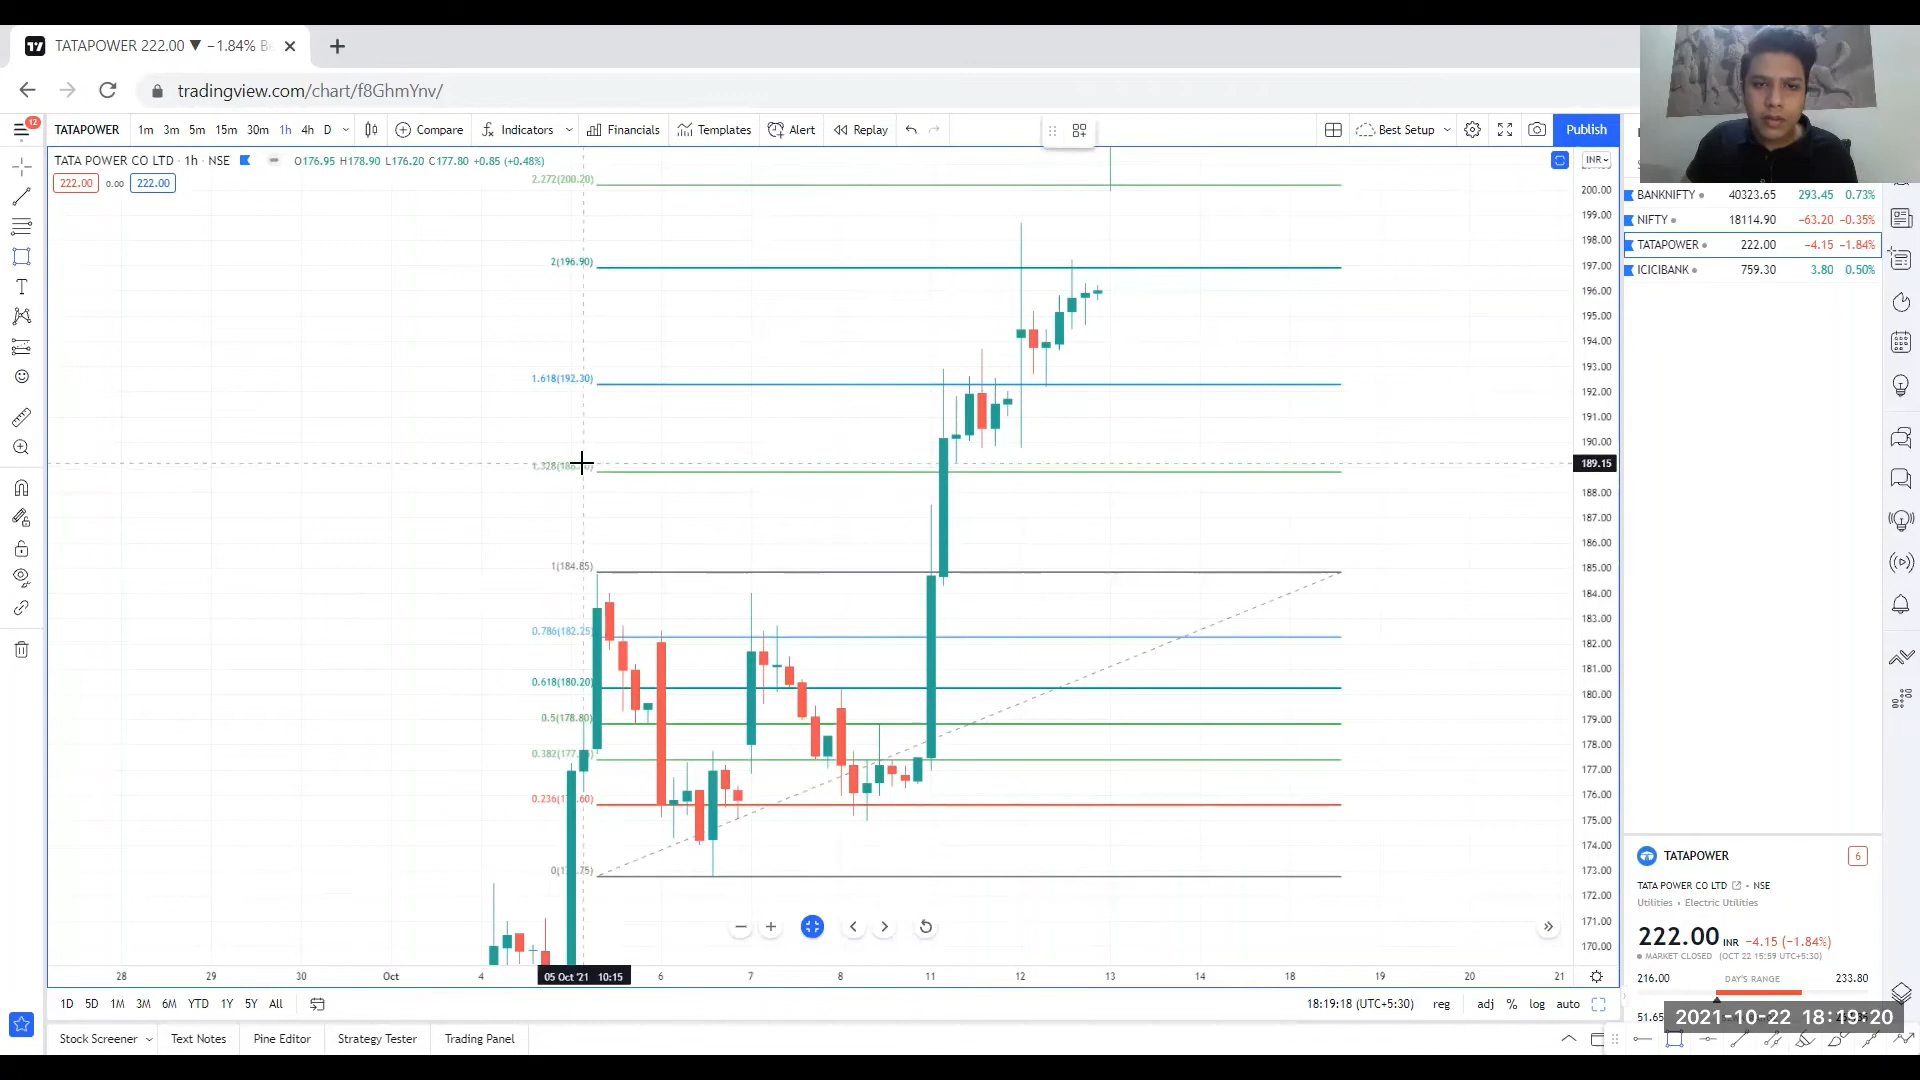 TATAPOWER 222.00 ▼ −1.84%
tradingview.com/chart/f8GhmYnv/
12
TATAPOWER 1m 3m 5m 15m 30m 1h 4h D Compare Indicators Financials Templates Alert Replay Best Setup Publish
TATA POWER CO LTD · 1h · NSE O176.95 H178.90 L176.20 C177.80 +0.85 (+0.48%) INR
222.00 0.00 222.00
2.272(200.20)
2(196.90)
1.618(192.30)
1(184.85)
0.786(182.25)
0.618(180.20)
0.5(178.80)
200.00
199.00
198.00
197.00
196.00
195.00
194.00
193.00
192.00
191.00
190.00
189.15
188.00
187.00
186.00
185.00
184.00
183.00
182.00
181.00
180.00
179.00
178.00
177.00
176.00
175.00
174.00
173.00
172.00
171.00
170.00
28 29 30 Oct 4 05 Oct '21 10:15 6 7 8 11 12 13 14 18 19 20 21
1D 5D 1M 3M 6M YTD 1Y 5Y All 18:19:18 (UTC+5:30) reg adj % log auto
Stock Screener Text Notes Pine Editor Strategy Tester Trading Panel
BANKNIFTY 40323.65 293.45 0.73%
NIFTY 18114.90 −63.20 −0.35%
TATAPOWER 222.00 −4.15 −1.84%
ICICIBANK 759.30 3.80 0.50%
TATAPOWER 6
TATA POWER CO LTD - NSE
Utilities • Electric Utilities
222.00 INR −4.15 (−1.84%)
MARKET CLOSED (OCT 22 15:59 UTC+5:30)
216.00 DAY'S RANGE 233.80
51.65
2021-10-22 18:19:20